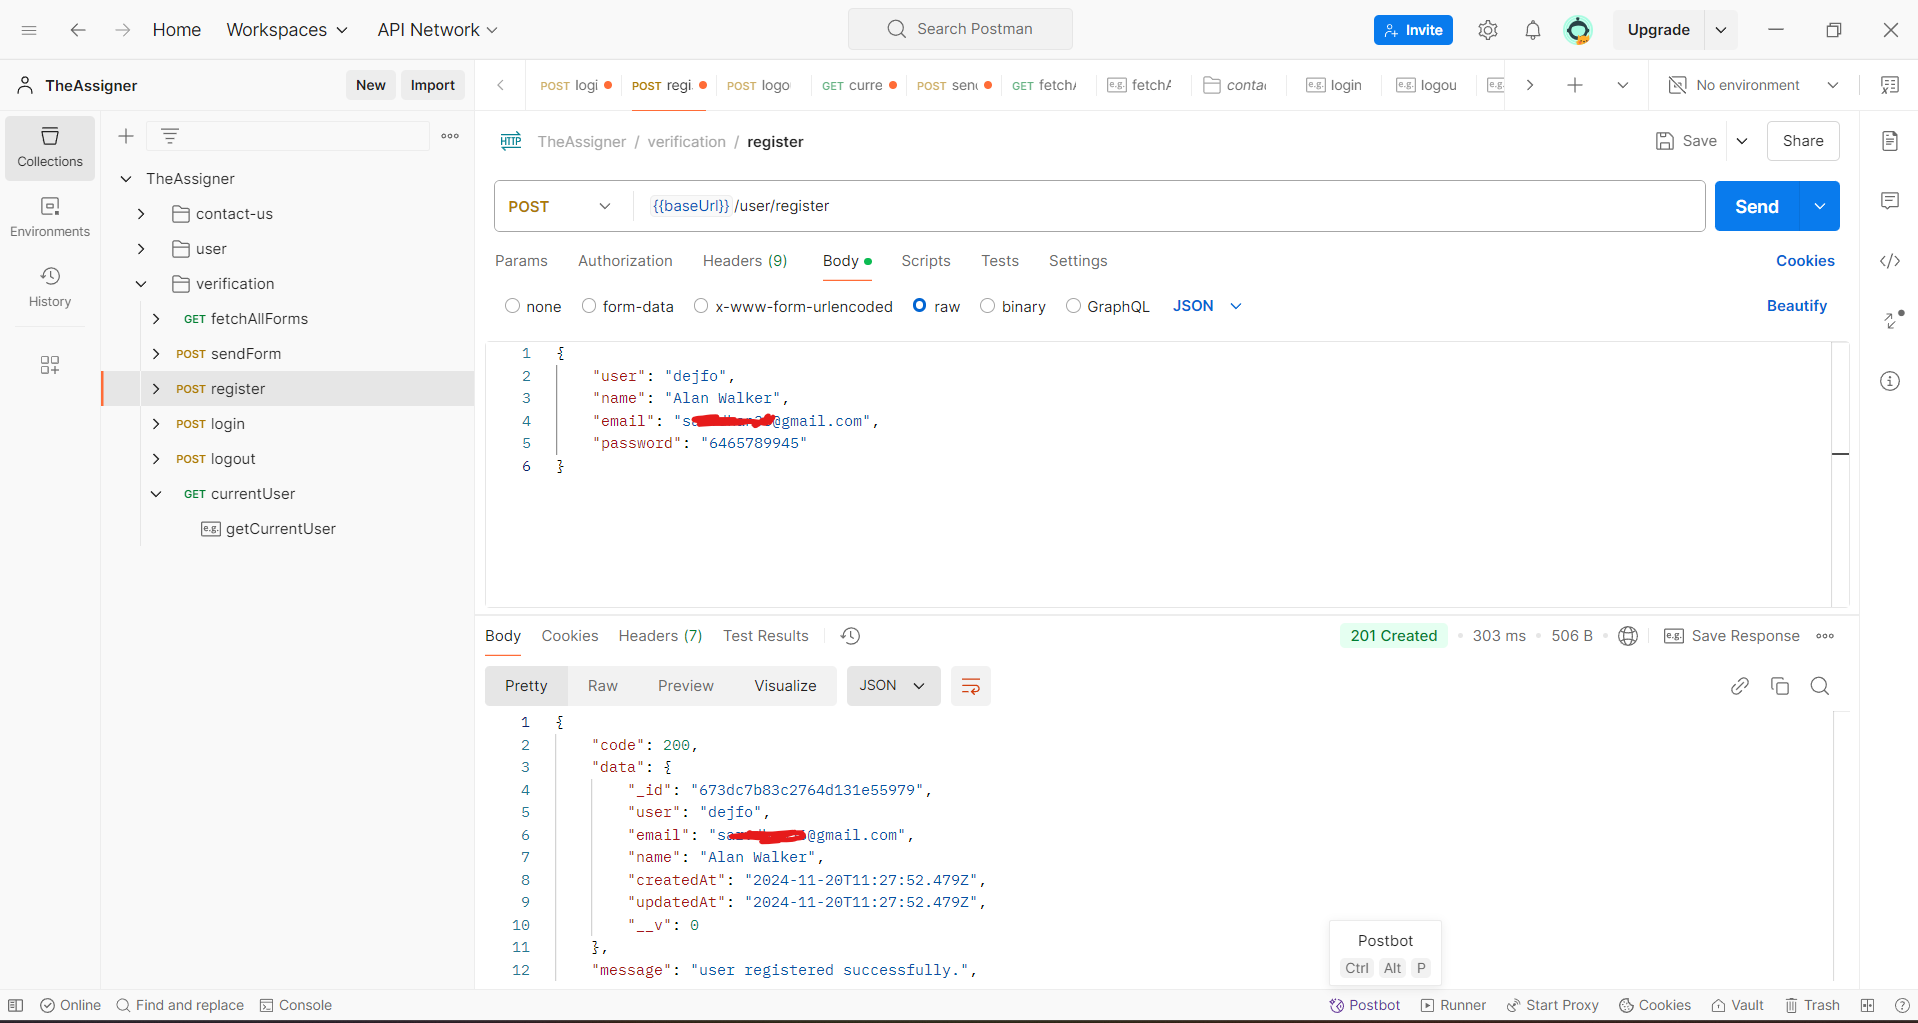 Home Workspaces API Network Search Postman Invite Upgrade
TheAssigner New Import POST logi POST regi. POST logo GET curre POST send GET fetchA e.g. fetchA conta e.g. login e.g. logou e.g. No environment
Collections
Environments
History
TheAssigner
contact-us
user
verification
GET fetchAllForms
POST sendForm
POST register
POST login
POST logout
GET currentUser
e.g. getCurrentUser
HTTP TheAssigner / verification / register Save Share
POST {{baseUrl}} /user/register Send
Params Authorization Headers (9) Body Scripts Tests Settings Cookies
none form-data x-www-form-urlencoded raw binary GraphQL JSON Beautify
1 {
2 "user": "dejfo",
3 "name": "Alan Walker",
4 "email": "@gmail.com",
5 "password": "6465789945"
6 }
Body Cookies Headers (7) Test Results 201 Created 303 ms 506 B e.g. Save Response
Pretty Raw Preview Visualize JSON
1 {
2 "code": 200,
3 "data": {
4 "_id": "673dc7b83c2764d131e55979",
5 "user": "dejfo",
6 "email": "@gmail.com",
7 "name": "Alan Walker",
8 "createdAt": "2024-11-20T11:27:52.479Z",
9 "updatedAt": "2024-11-20T11:27:52.479Z",
10 "__v": 0
11 },
12 "message": "user registered successfully.",
Postbot
Ctrl Alt P
Online Find and replace Console Postbot Runner Start Proxy Cookies Vault Trash